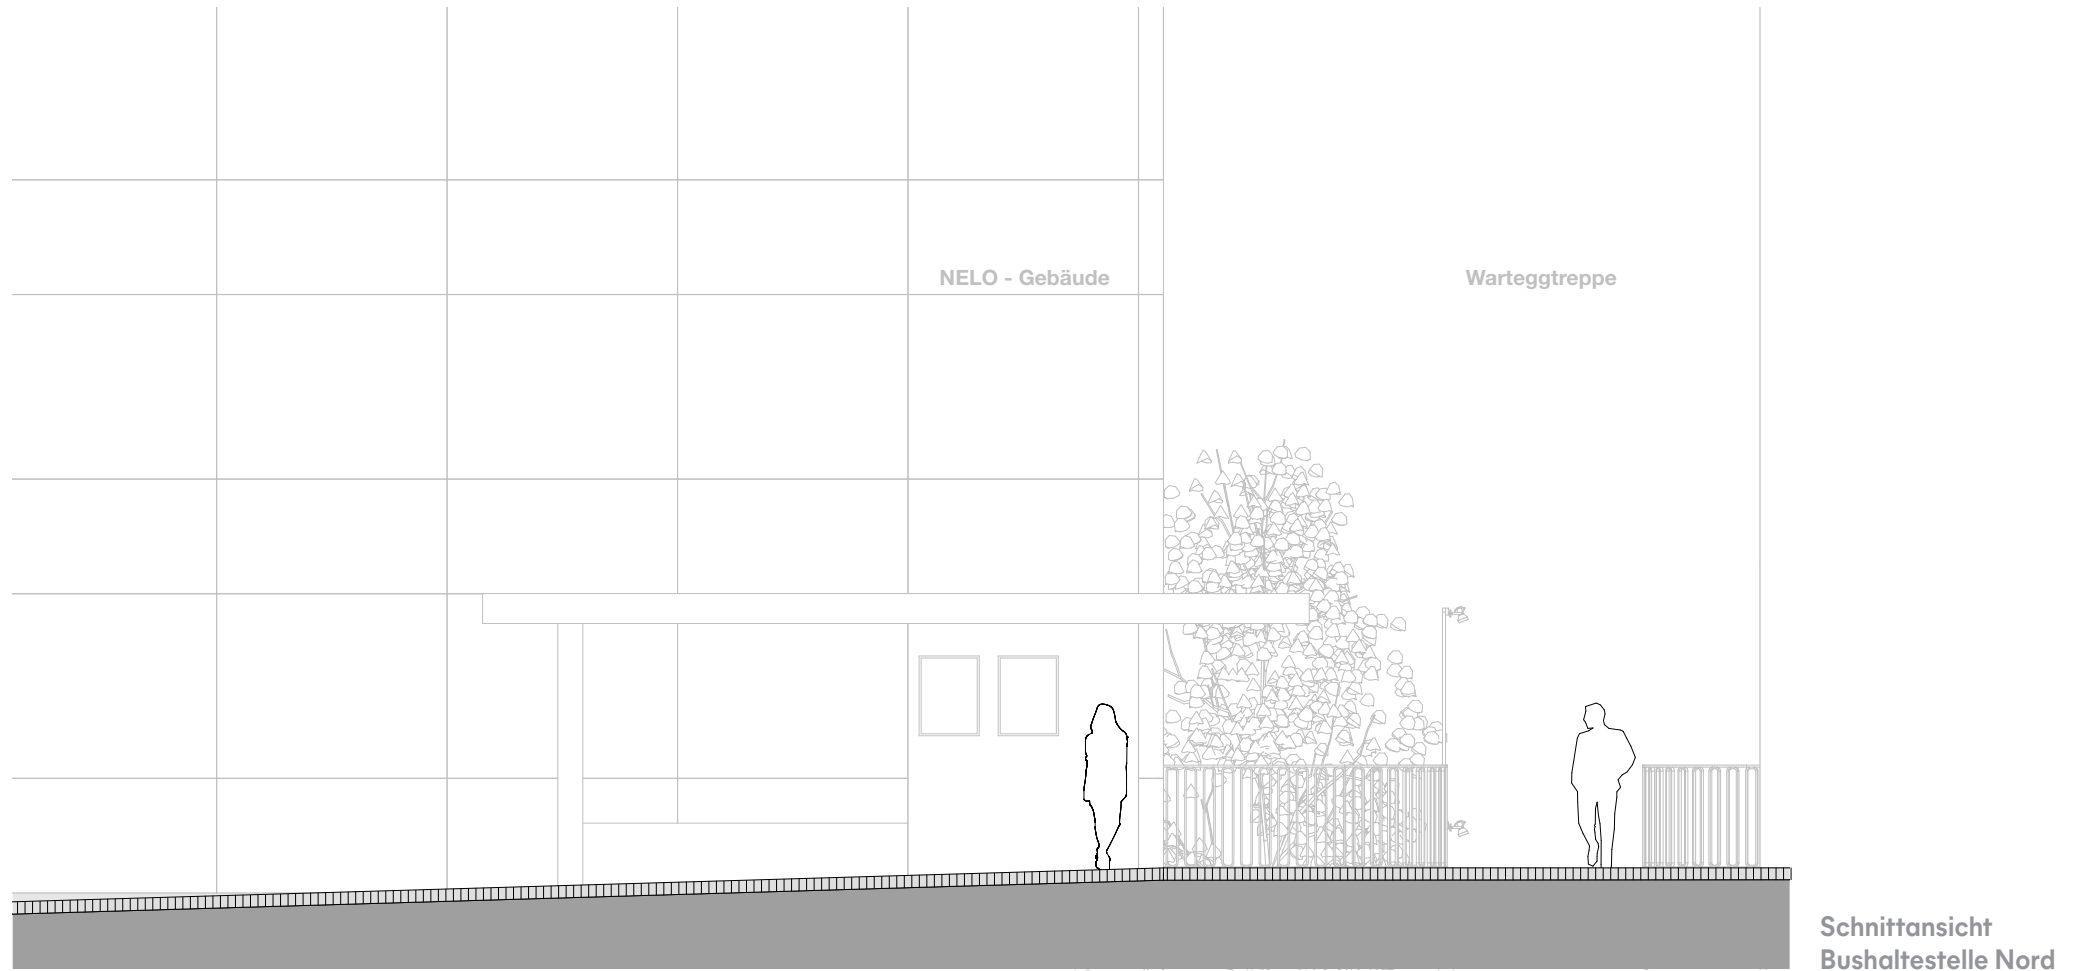 NELO - Gebäude
Warteggtreppe
Schnittansicht
Bushaltestelle Nord